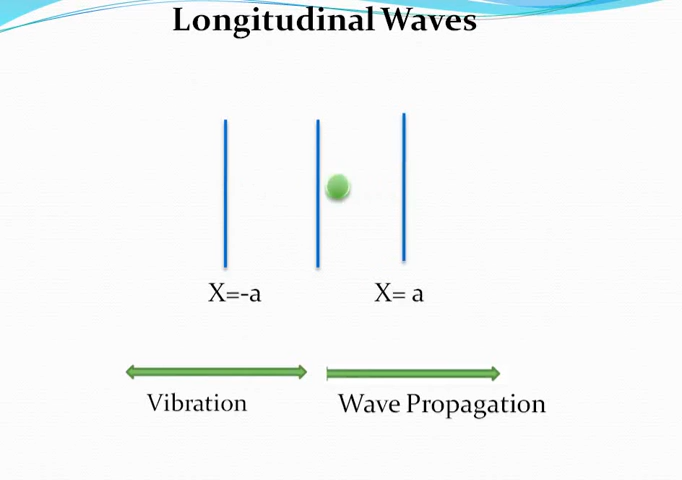 Longitudinal Waves
X=-a
X= a
Vibration
Wave Propagation